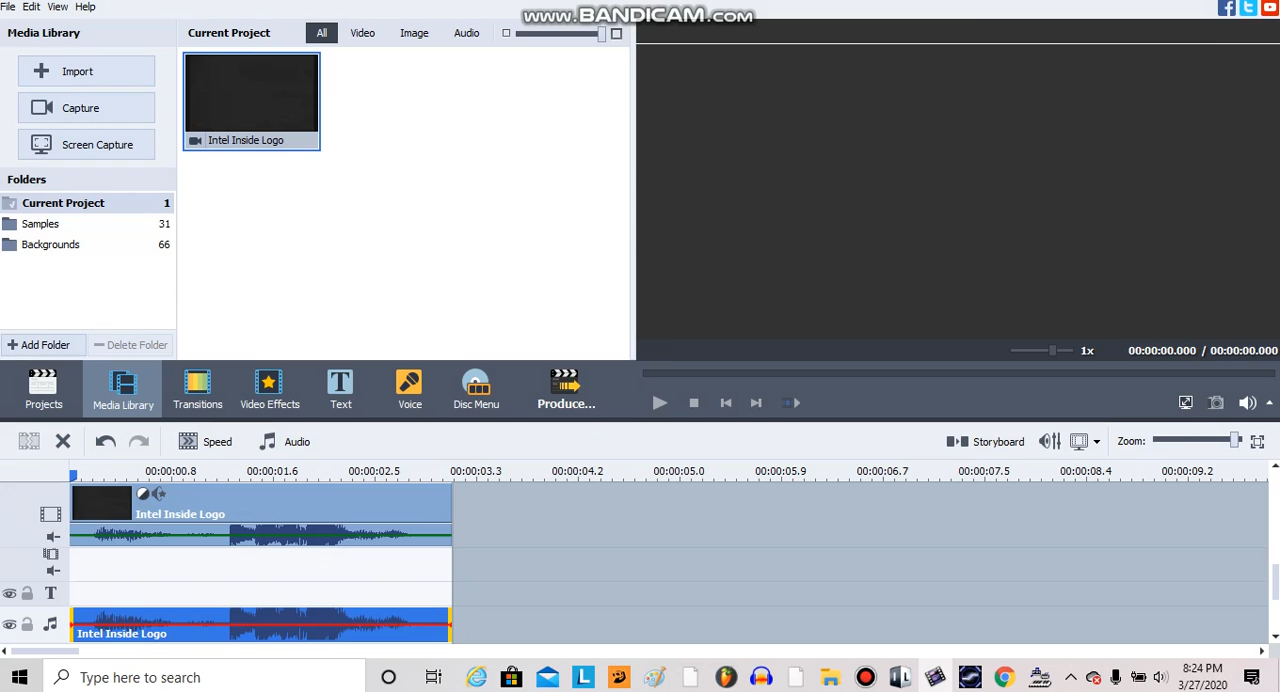 File Edit View Help
www.BANDICAM.com
Media Library
Current Project All Video Image Audio
Import
Capture
Screen Capture
Intel Inside Logo
Folders
Current Project 1
Samples 31
Backgrounds 66
Add Folder Delete Folder
1x 00:00:00.000 / 00:00:00.000
Projects Media Library Transitions Video Effects Text Voice Disc Menu Produce...
Speed Audio Storyboard Zoom:
00:00:00.8 00:00:01.6 00:00:02.5 00:00:03.3 00:00:04.2 00:00:05.0 00:00:05.9 00:00:06.7 00:00:07.5 00:00:08.4 00:00:09.2
Intel Inside Logo
T
Intel Inside Logo
Type here to search
8:24 PM
3/27/2020